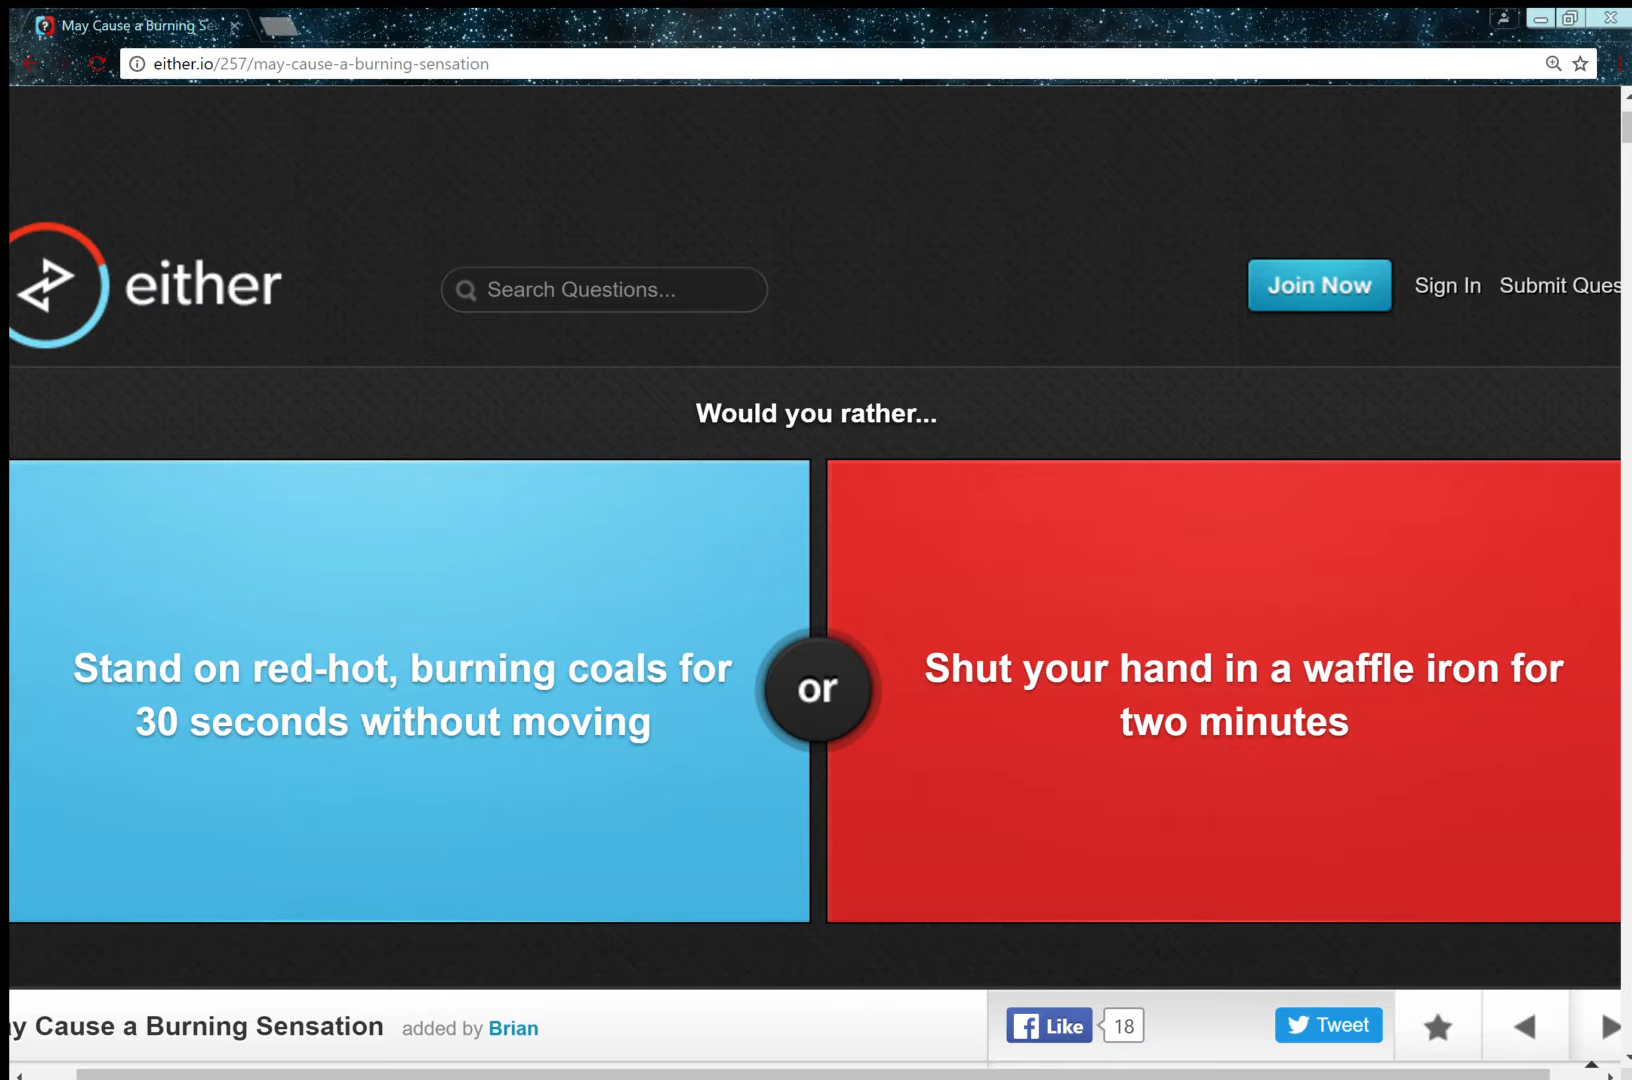 May Cause a Burning Se
either.io/257/may-cause-a-burning-sensation
either
Search Questions...
Join Now
Sign In
Submit Ques
Would you rather...
Stand on red-hot, burning coals for
30 seconds without moving
or
Shut your hand in a waffle iron for
two minutes
y Cause a Burning Sensation added by Brian
Like
18
Tweet